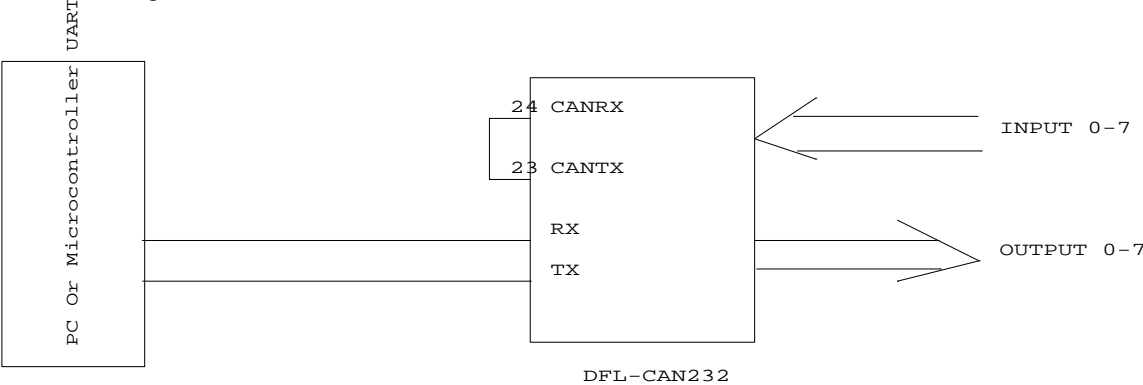 PC Or Microcontroller UART
24 CANRX
23 CANTX
RX
TX
INPUT 0-7
OUTPUT 0-7
DFL-CAN232